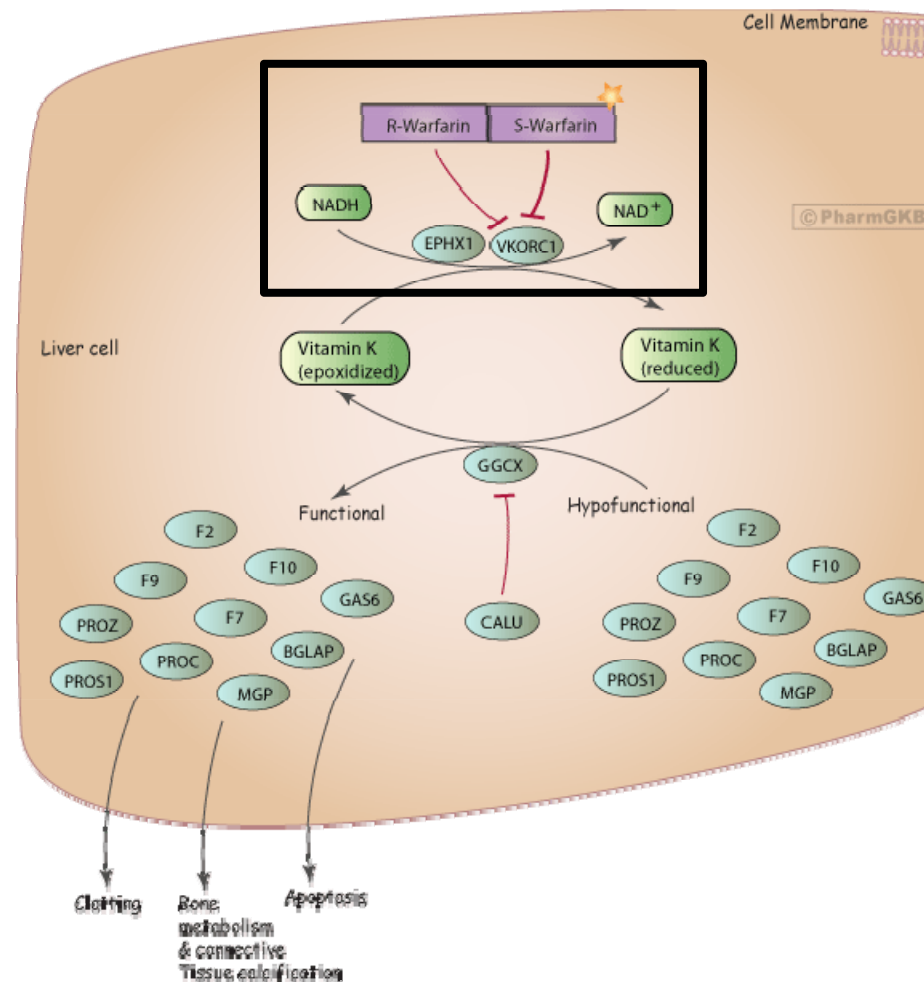 Cell Membrane
R-Warfarin
S-Warfarin
NADH
NAD+
© PharmGKB
EPHX1
VKORC1
Liver cell
Vitamin K
(epoxidized)
Vitamin K
(reduced)
GGCX
Functional
Hypofunctional
F2
F9
F10
GAS6
PROZ
F7
BGLAP
PROC
PROS1
MGP
CALU
F2
F10
F9
GAS6
PROZ
F7
BGLAP
PROC
PROS1
MGP
Clotting
Bone
metabolism
& connective
Tissue calcification
Apoptasis